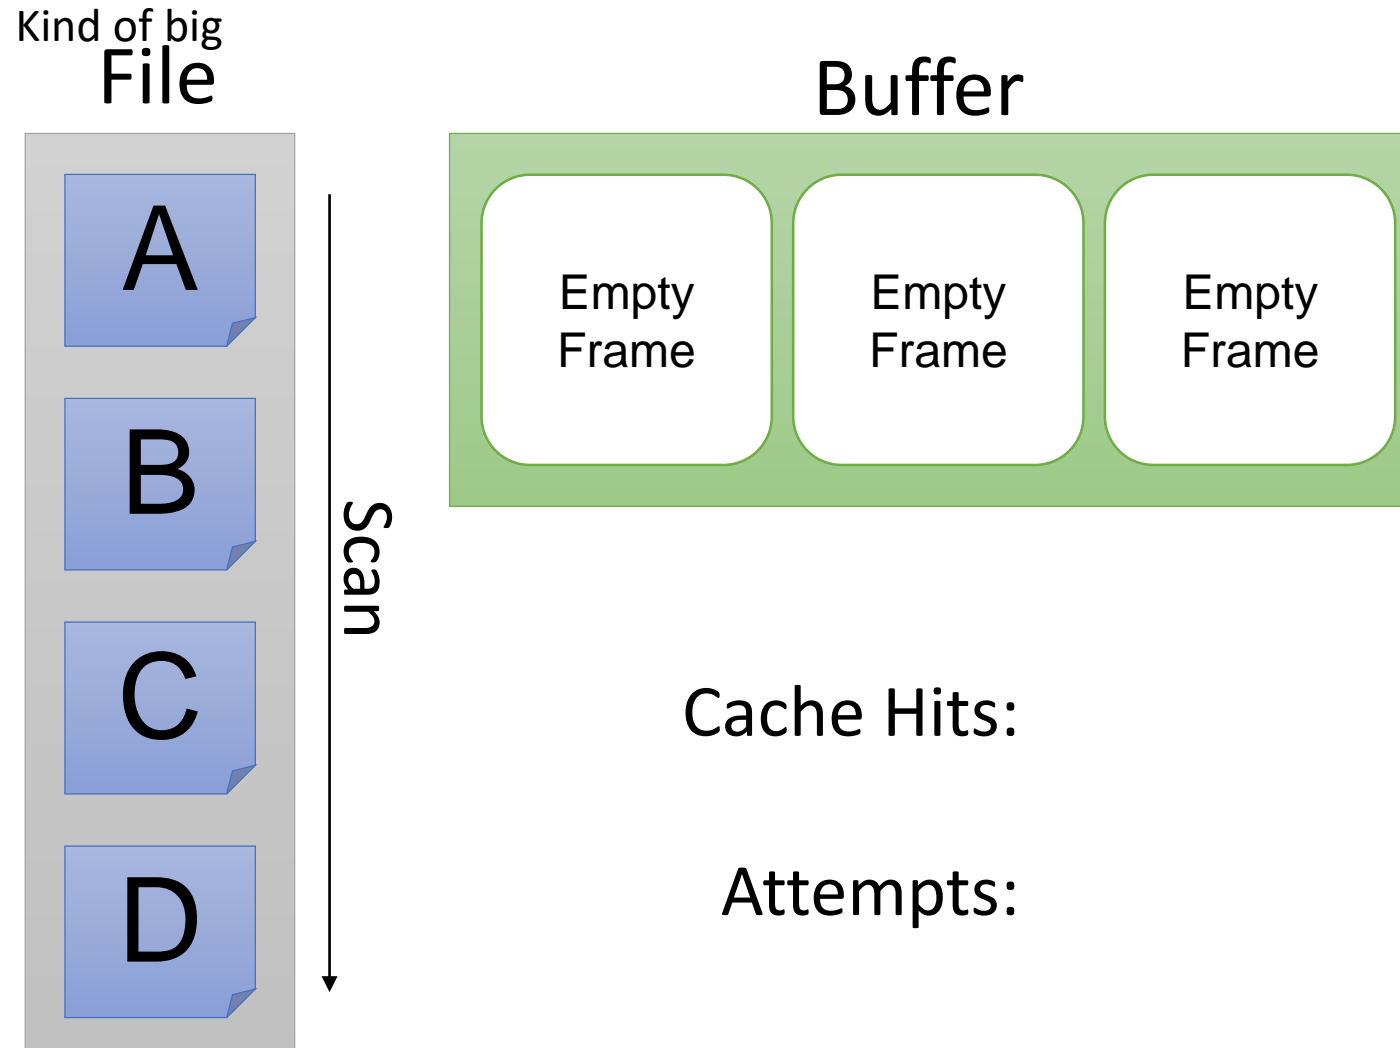 Kind of big
File
Buffer
A
B
C
D
Scan
Empty
Frame
Empty
Frame
Empty
Frame
Cache Hits:
Attempts: